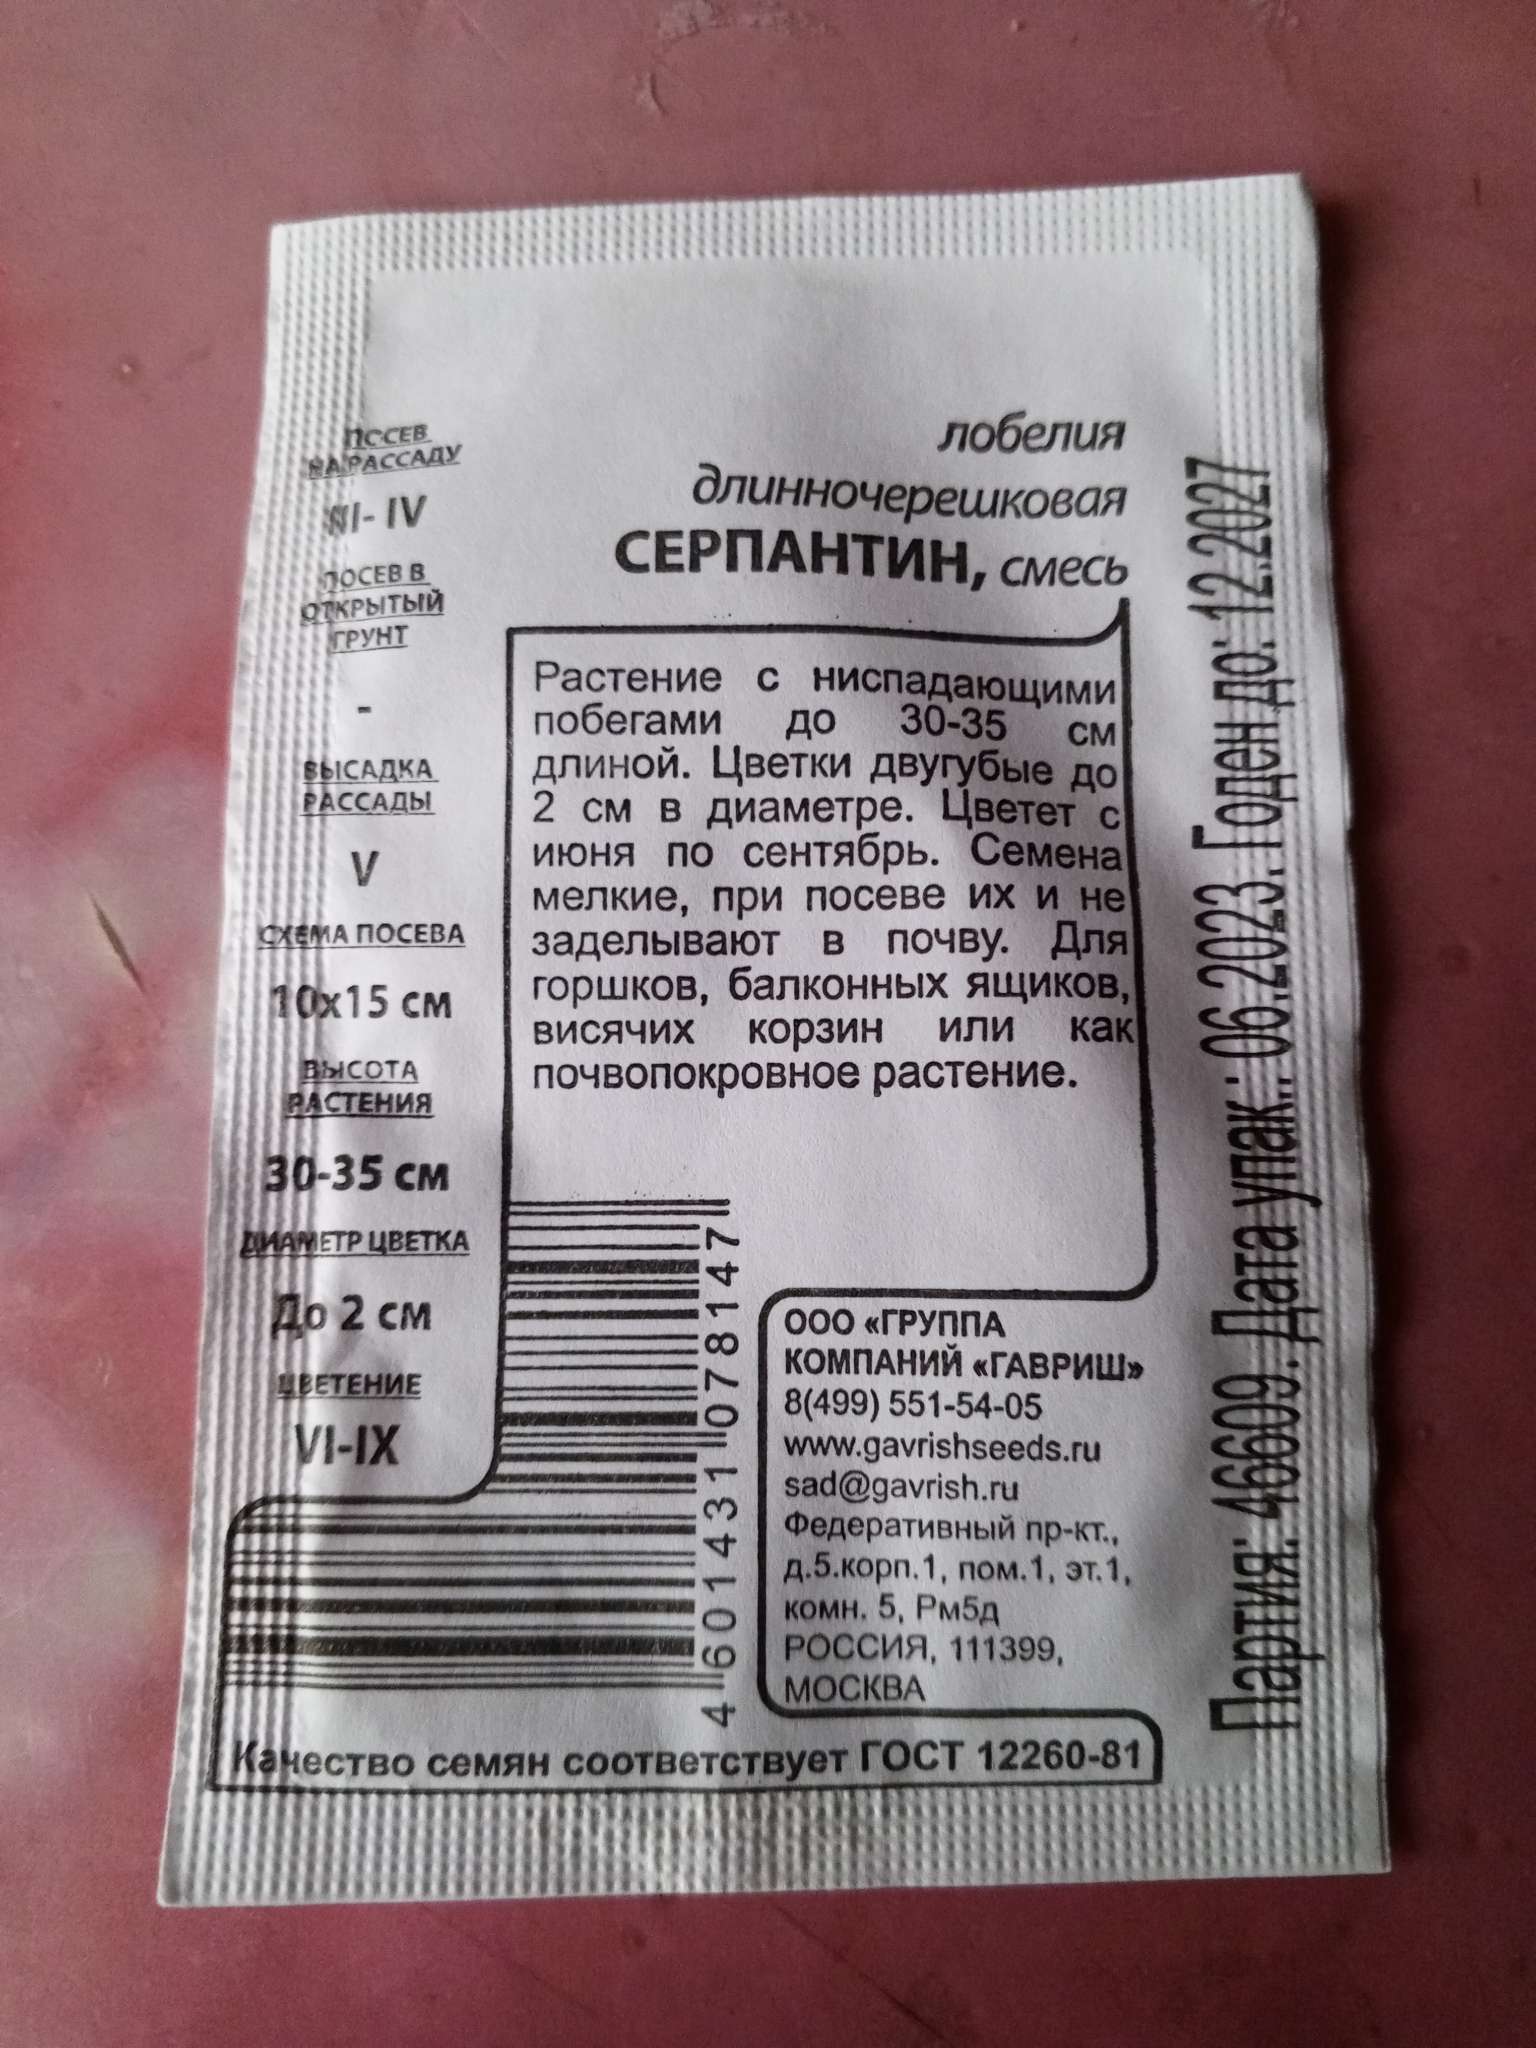 лобелия
длинночерешковая
СЕРПАНТИН, смесь
ПОСЕВ
НА РАССАДУ
III- IV
ПОСЕВ В
ОТКРЫТЫЙ
ГРУНТ
-
ВЫСАДКА
РАССАДЫ
V
СХЕМА ПОСЕВА
10х15 см
ВЫСОТА
РАСТЕНИЯ
30-35 см
ДИАМЕТР ЦВЕТКА
До 2 см
ЦВЕТЕНИЕ
VI-IX
Растение с ниспадающими
побегами до 30-35 см
длиной. Цветки двугубые до
2 см в диаметре. Цветет с
июня по сентябрь. Семена
мелкие, при посеве их и не
заделывают в почву. Для
горшков, балконных ящиков,
висячих корзин или как
почвопокровное растение.
4 601431 078147
ООО «ГРУППА
КОМПАНИЙ «ГАВРИШ»
8(499) 551-54-05
www.gavrishseeds.ru
sad@gavrish.ru
Федеративный пр-кт.,
д.5.корп.1, пом.1, эт.1,
комн. 5, Рм5д
РОССИЯ, 111399,
МОСКВА
Качество семян соответствует ГОСТ 12260-81
Партия: 46609. Дата упак.: 06.2023. Годен до: 12.2027